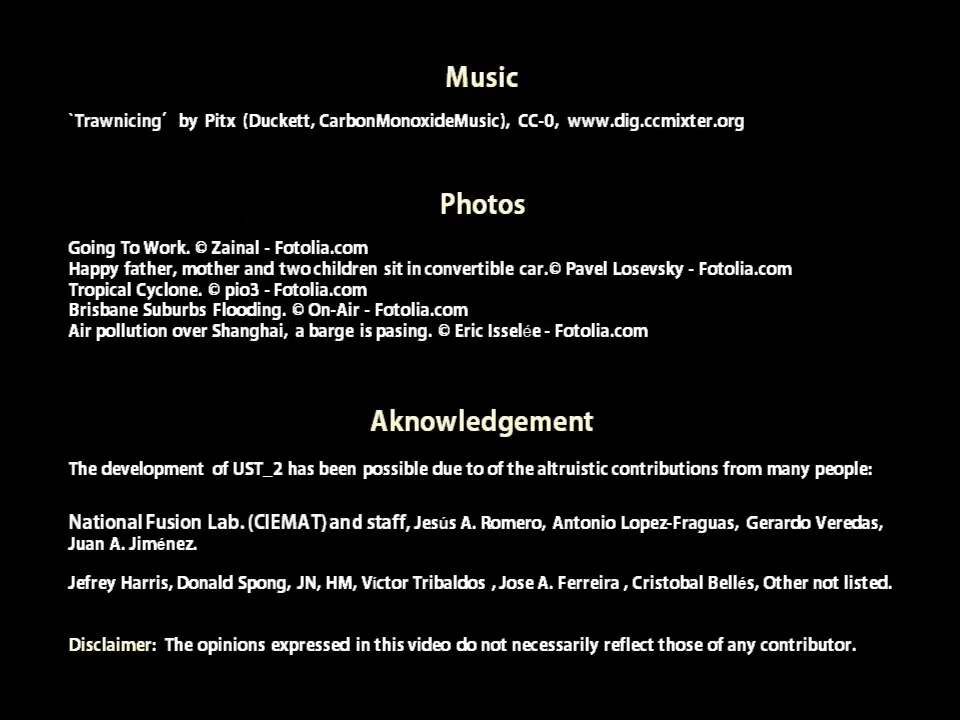 Music
`Trawnicing´ by Pitx (Duckett, CarbonMonoxideMusic), CC-0, www.dig.ccmixter.org
Photos
Going To Work. © Zainal - Fotolia.com
Happy father, mother and two children sit in convertible car.© Pavel Losevsky - Fotolia.com
Tropical Cyclone. © pio3 - Fotolia.com
Brisbane Suburbs Flooding. © On-Air - Fotolia.com
Air pollution over Shanghai, a barge is pasing. © Eric Isselée - Fotolia.com
Aknowledgement
The development of UST_2 has been possible due to of the altruistic contributions from many people:
National Fusion Lab. (CIEMAT) and staff, Jesús A. Romero, Antonio Lopez-Fraguas, Gerardo Veredas,
Juan A. Jiménez.
Jefrey Harris, Donald Spong, JN, HM, Víctor Tribaldos , Jose A. Ferreira , Cristobal Bellés, Other not listed.
Disclaimer: The opinions expressed in this video do not necessarily reflect those of any contributor.